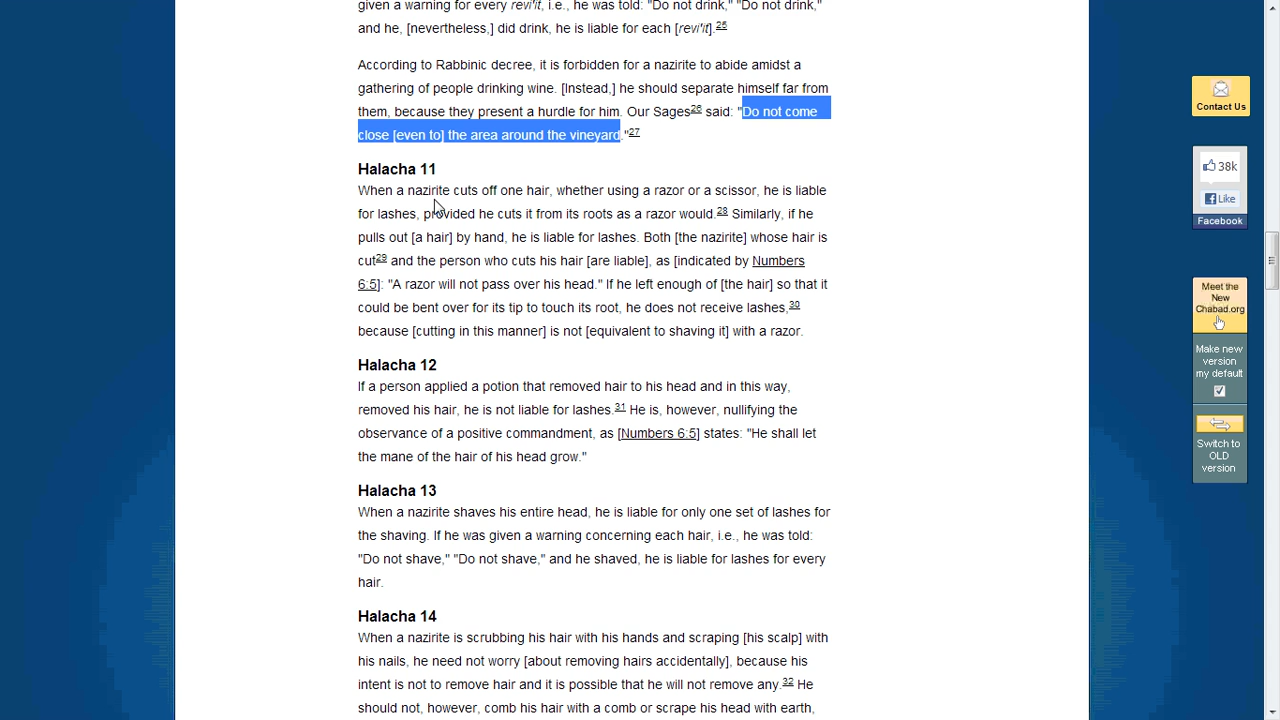 given a warning for every revi'it, i.e., he was told: "Do not drink," "Do not drink,"
and he, [nevertheless,] did drink, he is liable for each [revi'it].25
According to Rabbinic decree, it is forbidden for a nazirite to abide amidst a
gathering of people drinking wine. [Instead,] he should separate himself far from
them, because they present a hurdle for him. Our Sages26 said: "Do not come
close [even to] the area around the vineyard."27
Halacha 11
When a nazirite cuts off one hair, whether using a razor or a scissor, he is liable
for lashes, provided he cuts it from its roots as a razor would.28 Similarly, if he
pulls out [a hair] by hand, he is liable for lashes. Both [the nazirite] whose hair is
cut29 and the person who cuts his hair [are liable], as [indicated by Numbers
6:5]: "A razor will not pass over his head." If he left enough of [the hair] so that it
could be bent over for its tip to touch its root, he does not receive lashes,30
because [cutting in this manner] is not [equivalent to shaving it] with a razor.
Halacha 12
If a person applied a potion that removed hair to his head and in this way,
removed his hair, he is not liable for lashes.31 He is, however, nullifying the
observance of a positive commandment, as [Numbers 6:5] states: "He shall let
the mane of the hair of his head grow."
Halacha 13
When a nazirite shaves his entire head, he is liable for only one set of lashes for
the shaving. If he was given a warning concerning each hair, i.e., he was told:
"Do not shave," "Do not shave," and he shaved, he is liable for lashes for every
hair.
Halacha 14
When a nazirite is scrubbing his hair with his hands and scraping [his scalp] with
his nails, he need not worry [about removing hairs accidentally], because his
intent is not to remove hair and it is possible that he will not remove any.32 He
should not, however, comb his hair with a comb or scrape his head with earth,
Contact Us
38k
Like
Facebook
Meet the
New
Chabad.org
Make new
version
my default
Switch to
OLD
version